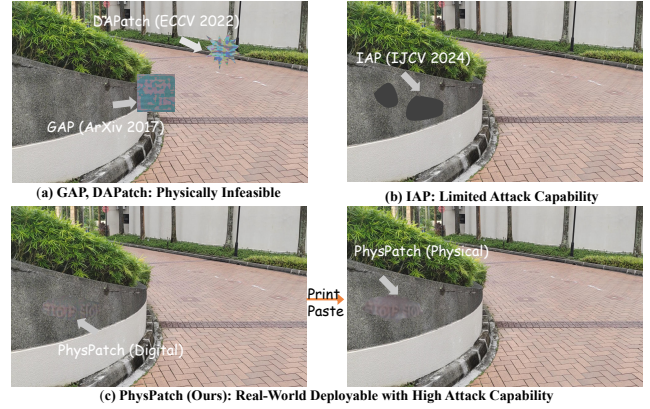 DAPatch (ECCV 2022)
GAP (ArXiv 2017)
(a) GAP, DAPatch: Physically Infeasible
IAP (IJCV 2024)
(b) IAP: Limited Attack Capability
PhysPatch (Digital)
Print
Paste
PhysPatch (Physical)
(c) PhysPatch (Ours): Real-World Deployable with High Attack Capability